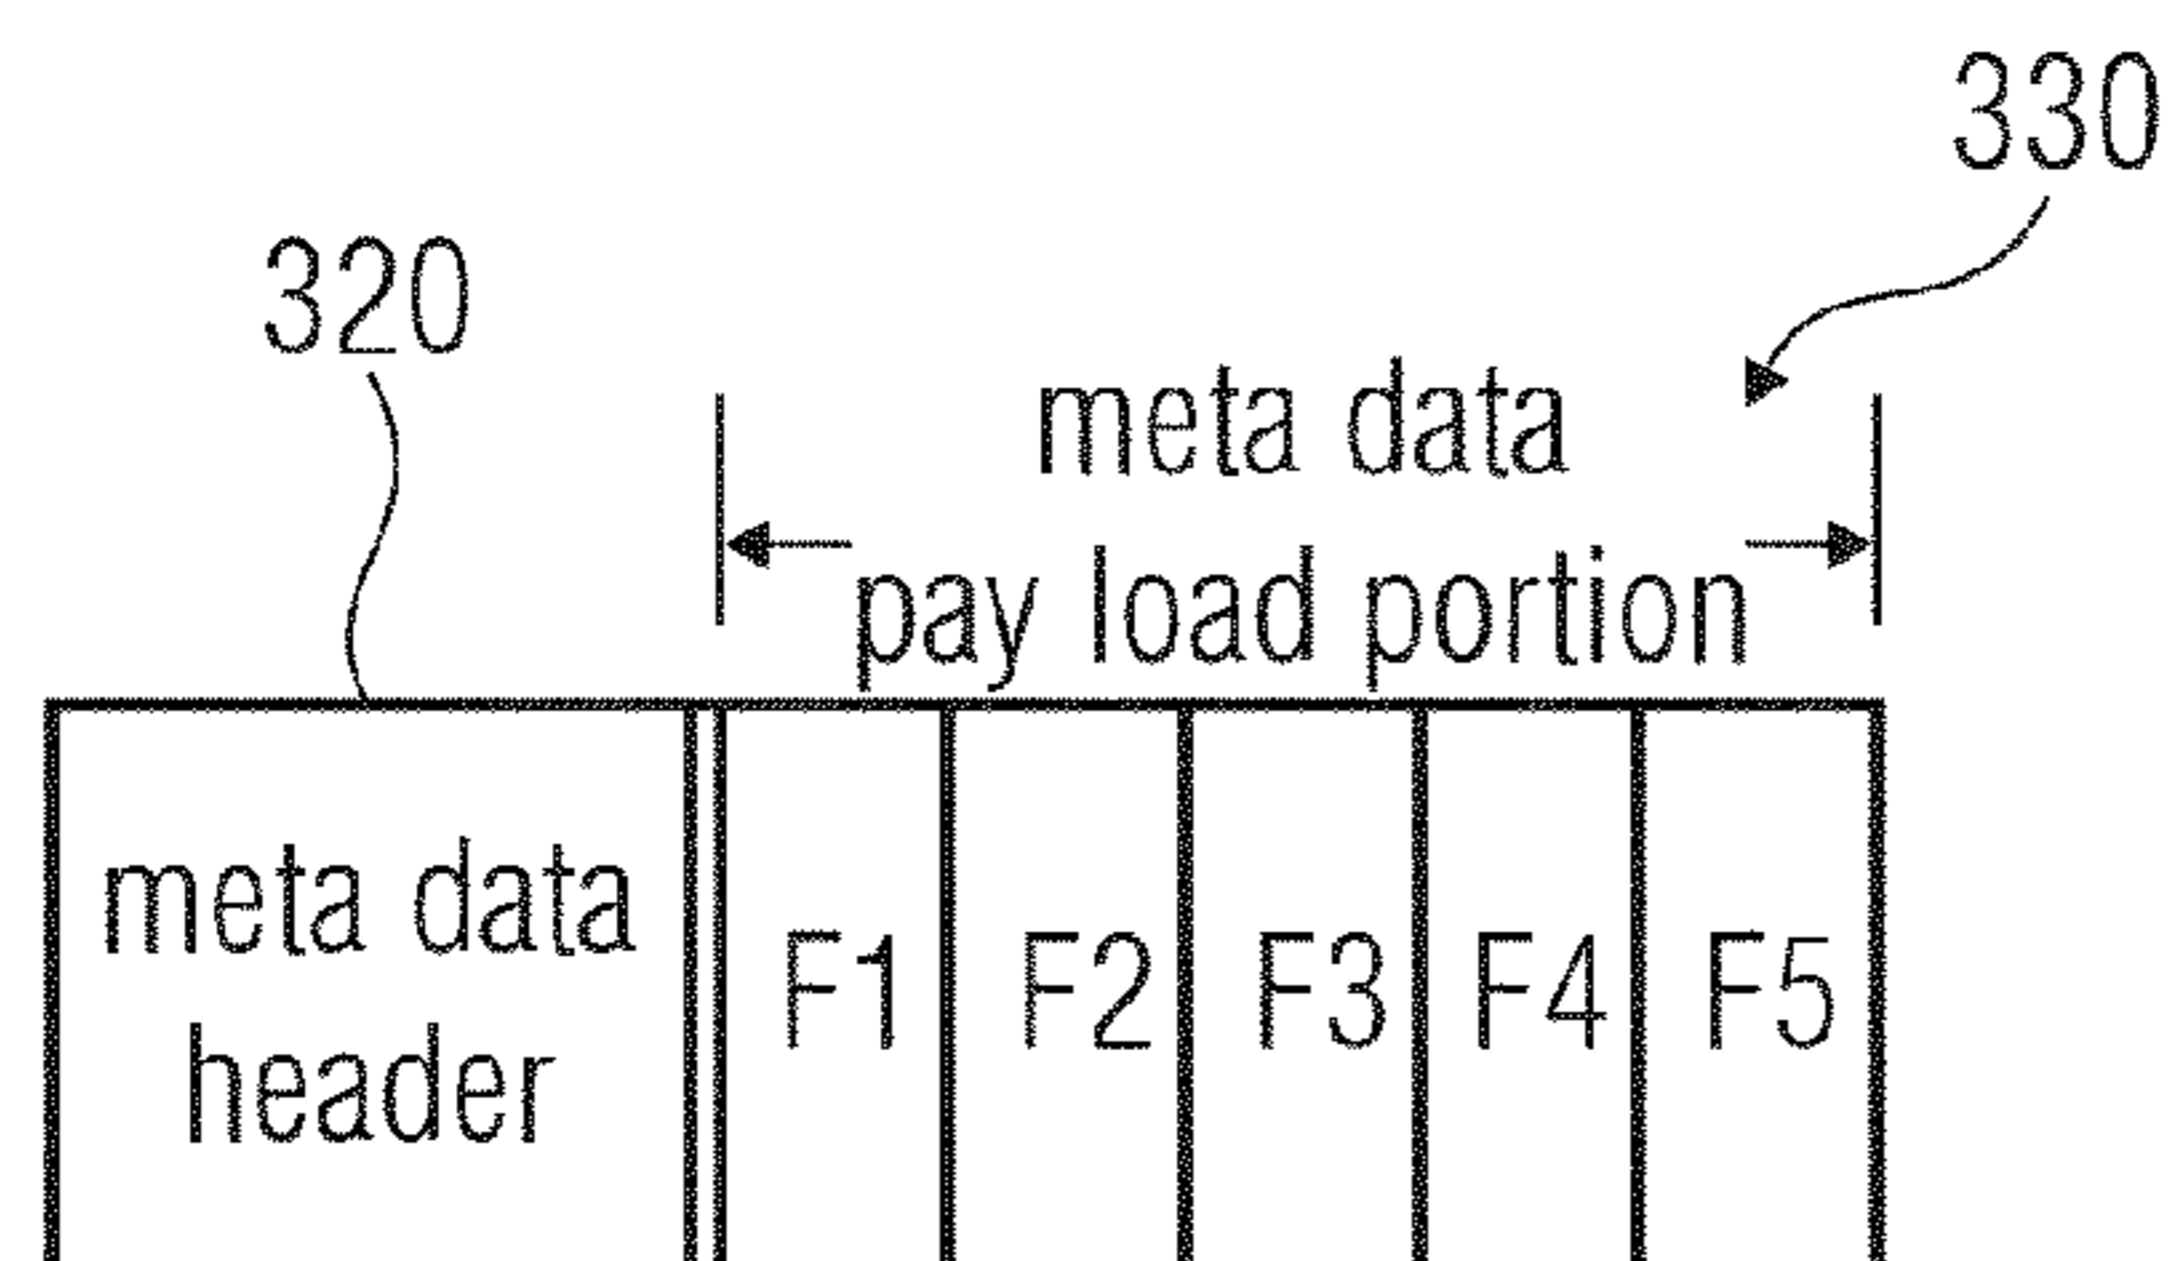 330
320
meta data
pay load portion
meta data
header
F1 F2 F3 F4 F5